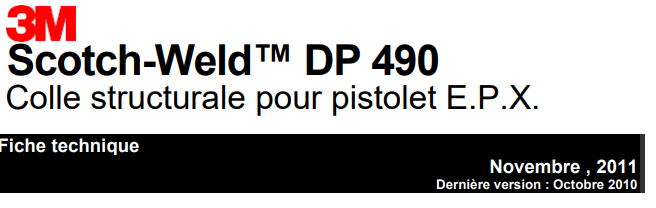 3M
Scotch-Weld™ DP 490
Colle structurale pour pistolet E.P.X.
Fiche technique
Novembre , 2011
Dernière version : Octobre 2010